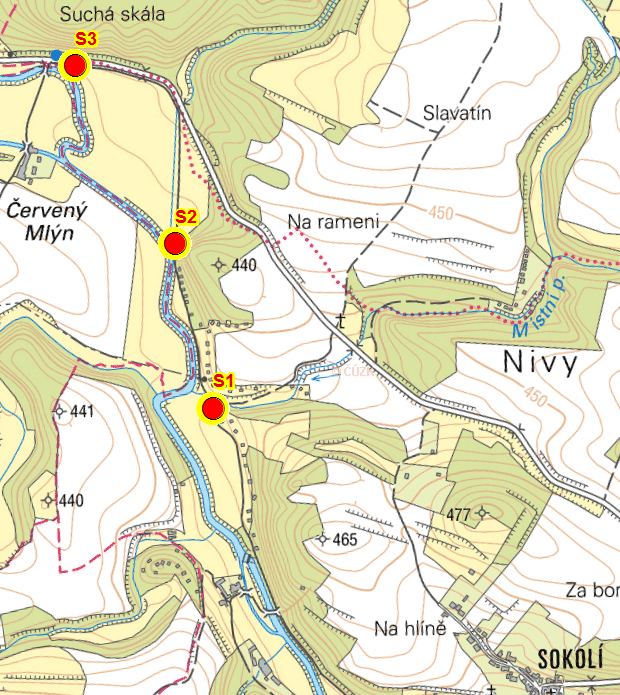 Suchá skála
S3
Slavatín
Červený
Mlýn
S2
Na rameni
450
440
Místní p.
Nivy
ČÚZK
S1
450
441
440
477
465
Za bor
Na hlíně
SOKOLÍ